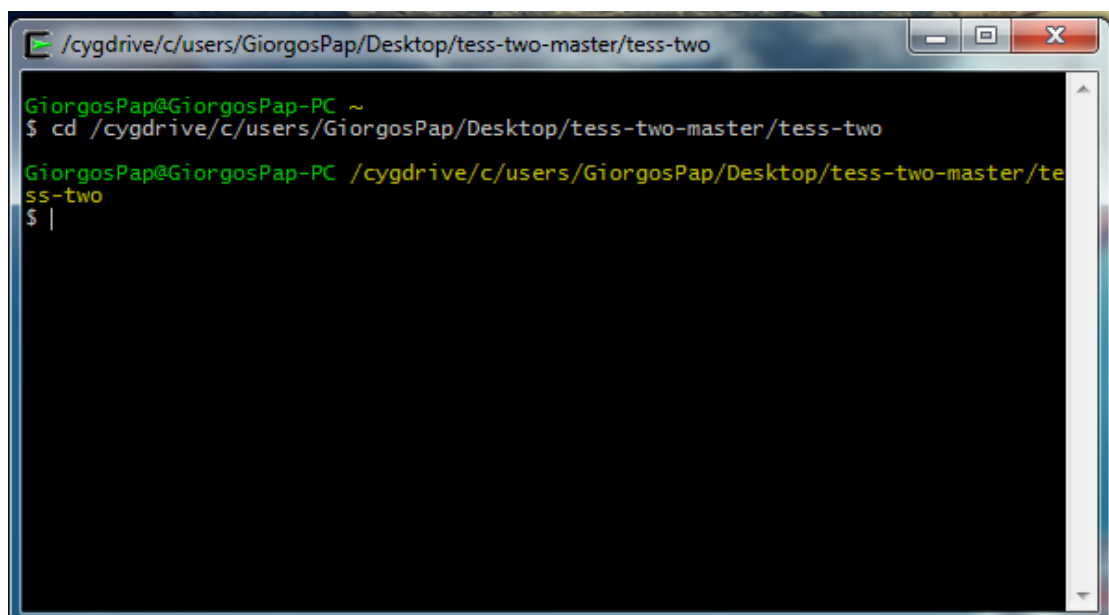 /cygdrive/c/users/GiorgosPap/Desktop/tess-two-master/tess-two
GiorgosPap@GiorgosPap-PC ~
$ cd /cygdrive/c/users/GiorgosPap/Desktop/tess-two-master/tess-two
GiorgosPap@GiorgosPap-PC /cygdrive/c/users/GiorgosPap/Desktop/tess-two-master/te
ss-two
$